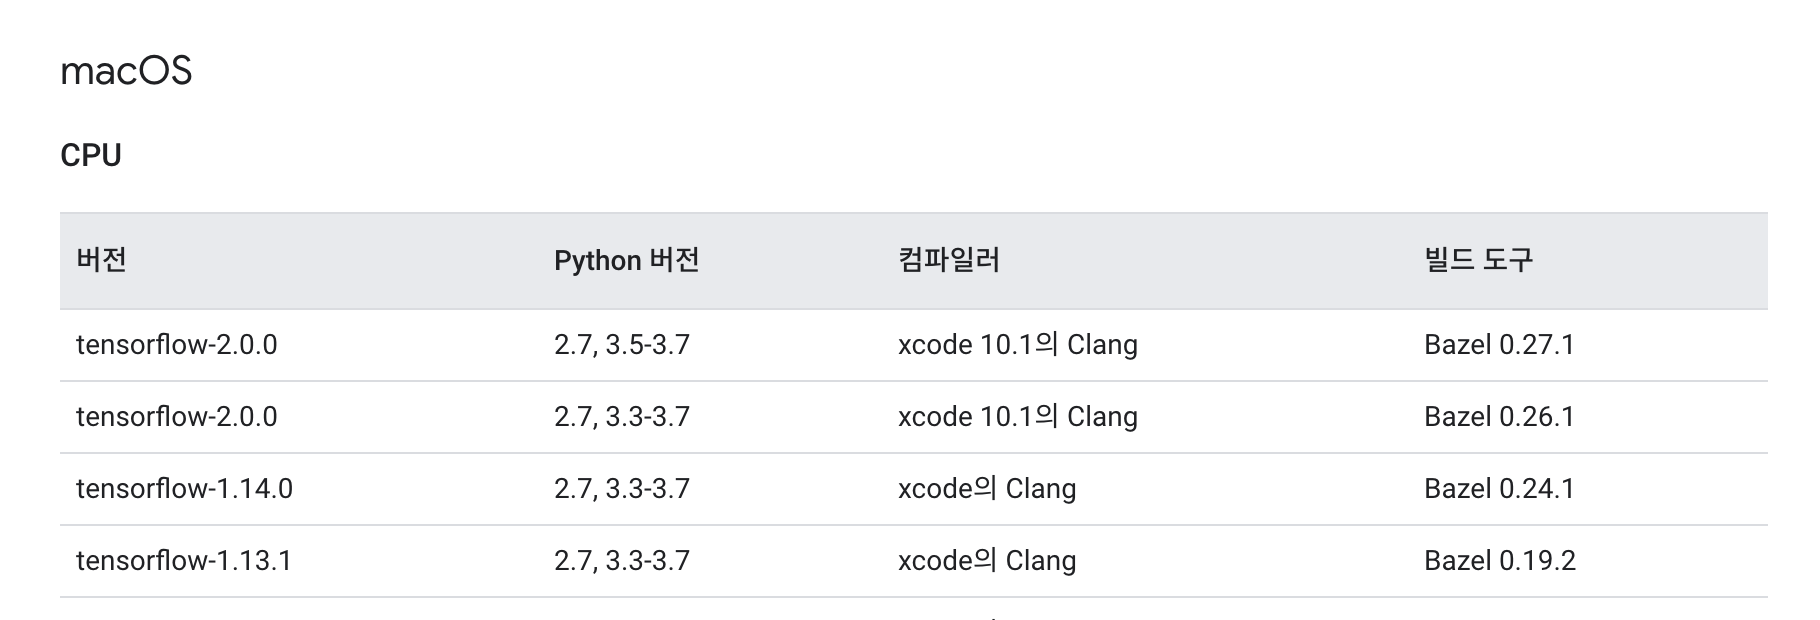 macOS
CPU
버전 Python 버전 컴파일러 빌드 도구
tensorflow-2.0.0 2.7, 3.5-3.7 xcode 10.1의 Clang Bazel 0.27.1
tensorflow-2.0.0 2.7, 3.3-3.7 xcode 10.1의 Clang Bazel 0.26.1
tensorflow-1.14.0 2.7, 3.3-3.7 xcode의 Clang Bazel 0.24.1
tensorflow-1.13.1 2.7, 3.3-3.7 xcode의 Clang Bazel 0.19.2